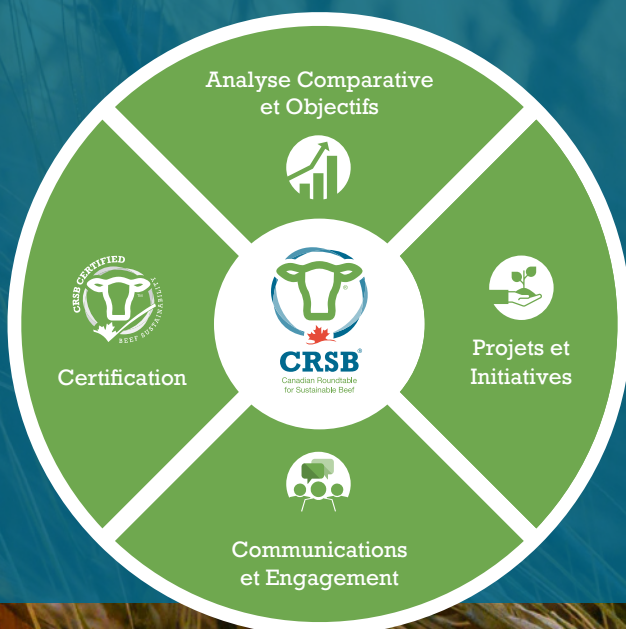 Analyse Comparative
et Objectifs
CRSB CERTIFIED
BEEF SUSTAINABILITY
TM
Certification
®
CRSB®
Canadian Roundtable
for Sustainable Beef
Projets et
Initiatives
Communications
et Engagement